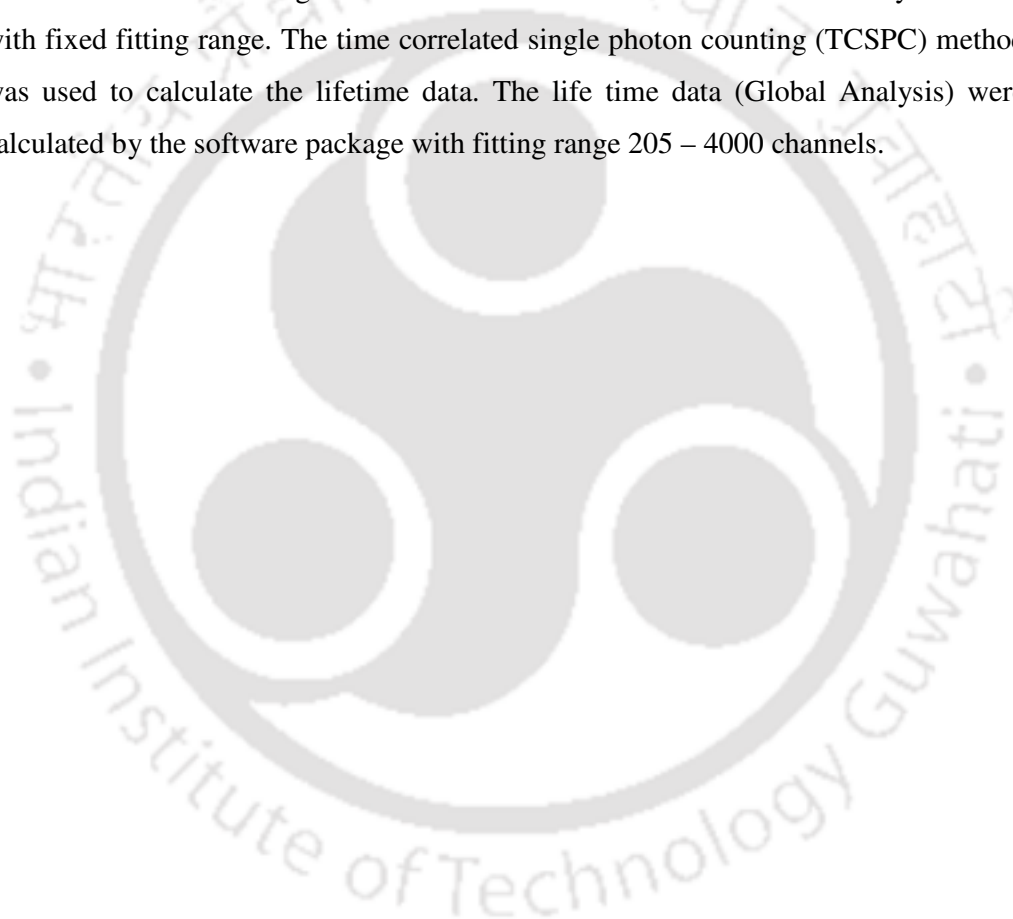 with fixed fitting range. The time correlated single photon counting (TCSPC) method
was used to calculate the lifetime data. The life time data (Global Analysis) were
calculated by the software package with fitting range 205 – 4000 channels.
Indian Institute of Technology Guwahati